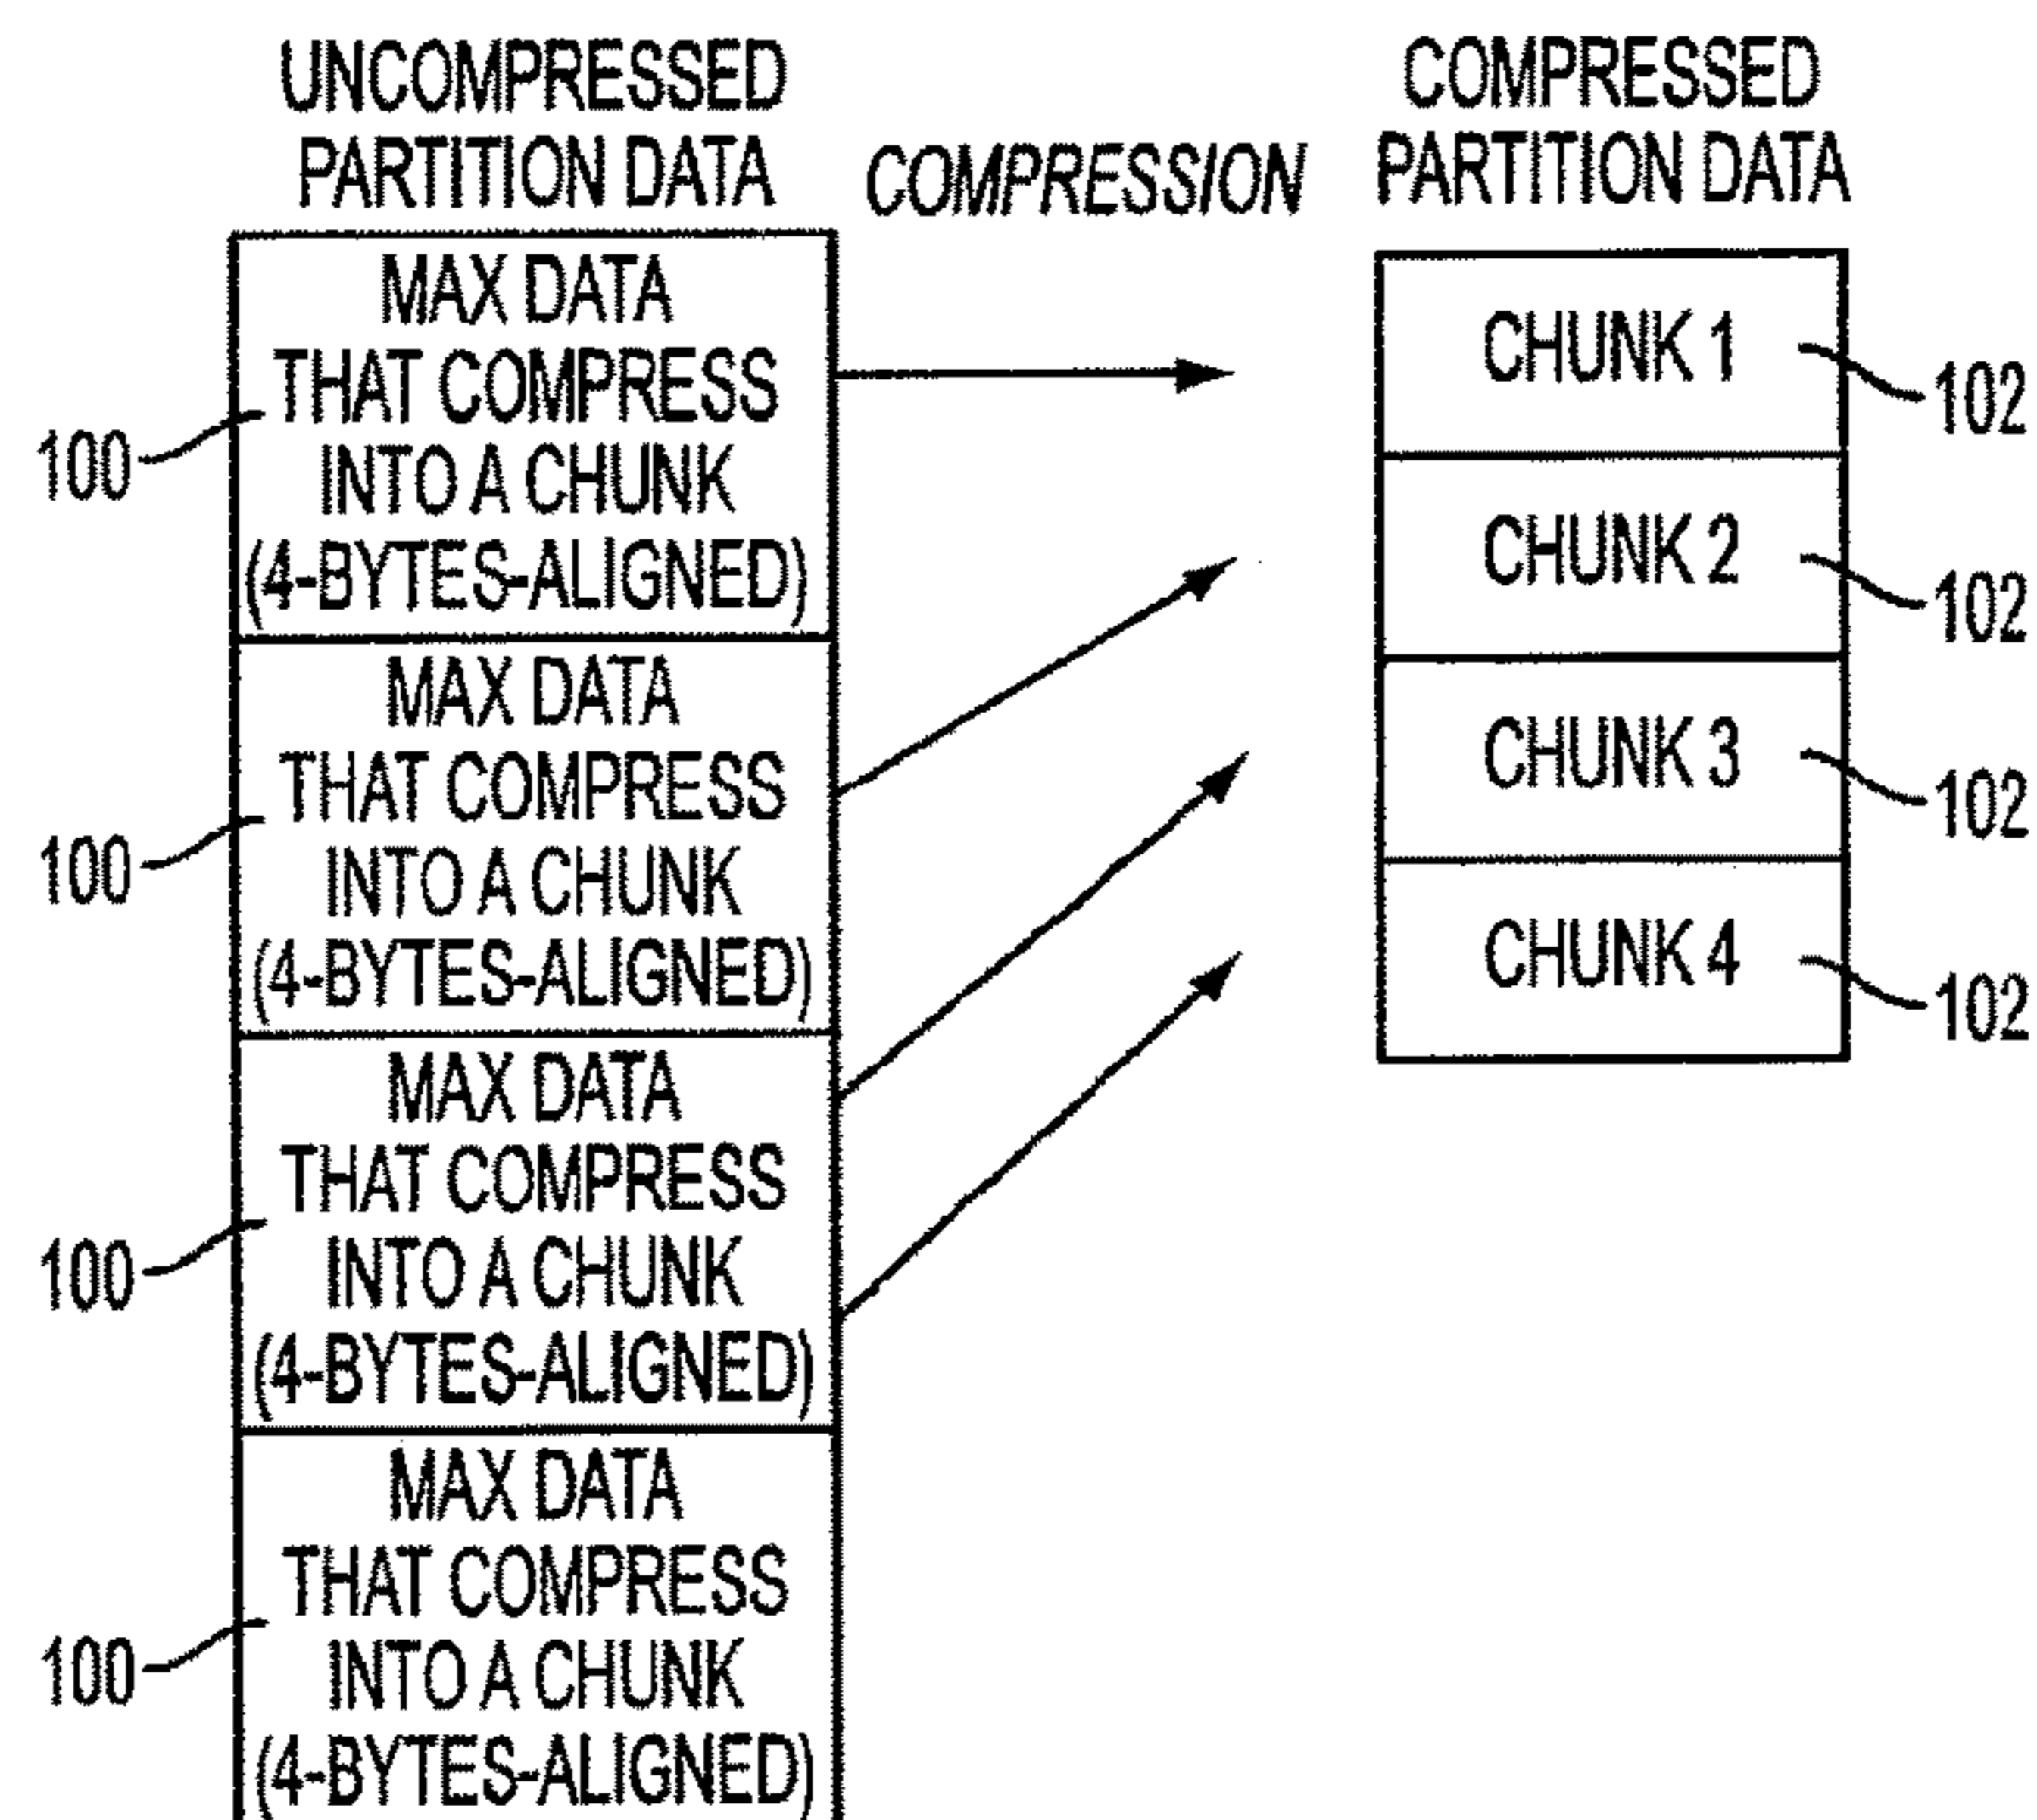 UNCOMPRESSED
PARTITION DATA
COMPRESSION
COMPRESSED
PARTITION DATA
MAX DATA
THAT COMPRESS
INTO A CHUNK
(4-BYTES-ALIGNED)
100
MAX DATA
THAT COMPRESS
INTO A CHUNK
(4-BYTES-ALIGNED)
100
MAX DATA
THAT COMPRESS
INTO A CHUNK
(4-BYTES-ALIGNED)
100
MAX DATA
THAT COMPRESS
INTO A CHUNK
(4-BYTES-ALIGNED)
100
CHUNK 1
102
CHUNK 2
102
CHUNK 3
102
CHUNK 4
102